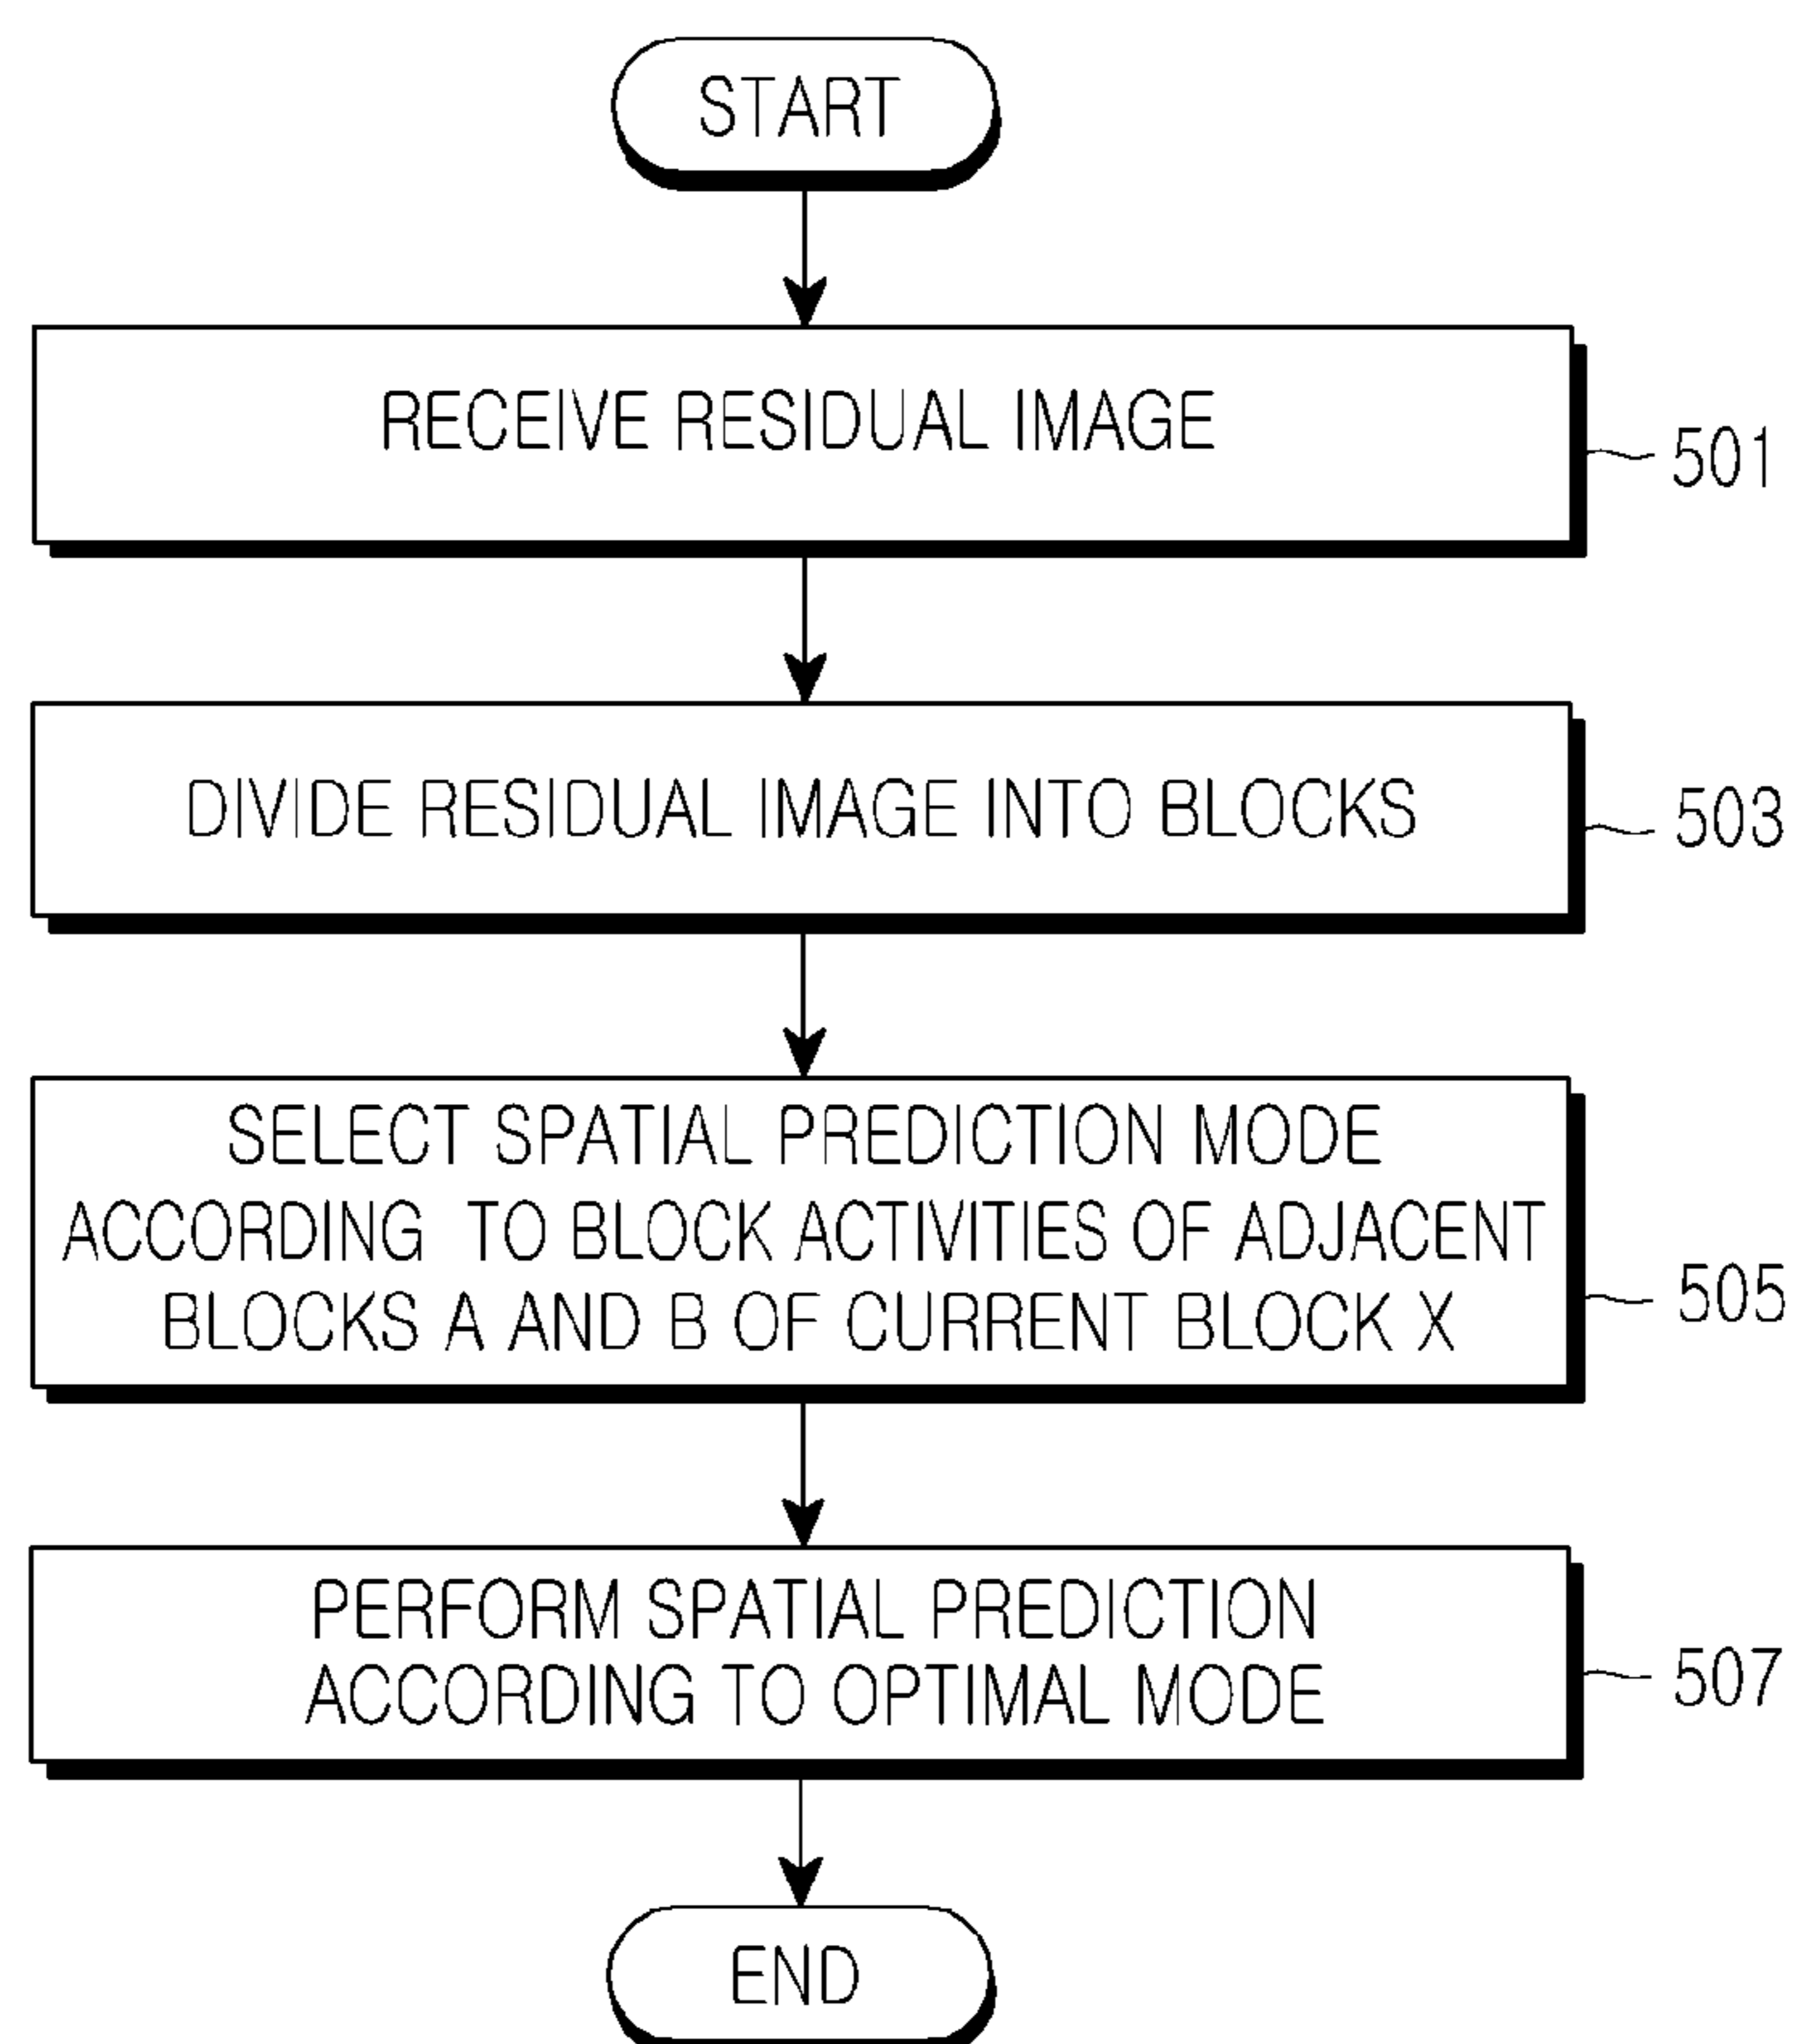 START
RECEIVE RESIDUAL IMAGE
501
DIVIDE RESIDUAL IMAGE INTO BLOCKS
503
SELECT SPATIAL PREDICTION MODE
ACCORDING TO BLOCK ACTIVITIES OF ADJACENT
BLOCKS A AND B OF CURRENT BLOCK X
505
PERFORM SPATIAL PREDICTION
ACCORDING TO OPTIMAL MODE
507
END